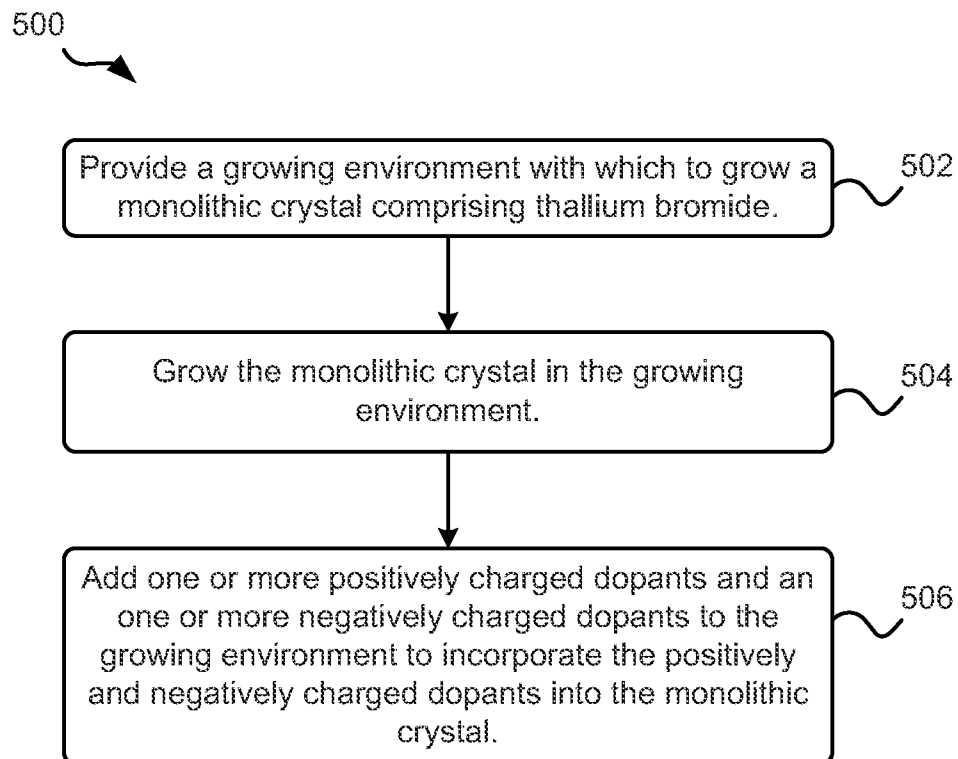 500
Provide a growing environment with which to grow a
monolithic crystal comprising thallium bromide.
502
Grow the monolithic crystal in the growing
environment.
504
Add one or more positively charged dopants and an
one or more negatively charged dopants to the
growing environment to incorporate the positively
and negatively charged dopants into the monolithic
crystal.
506